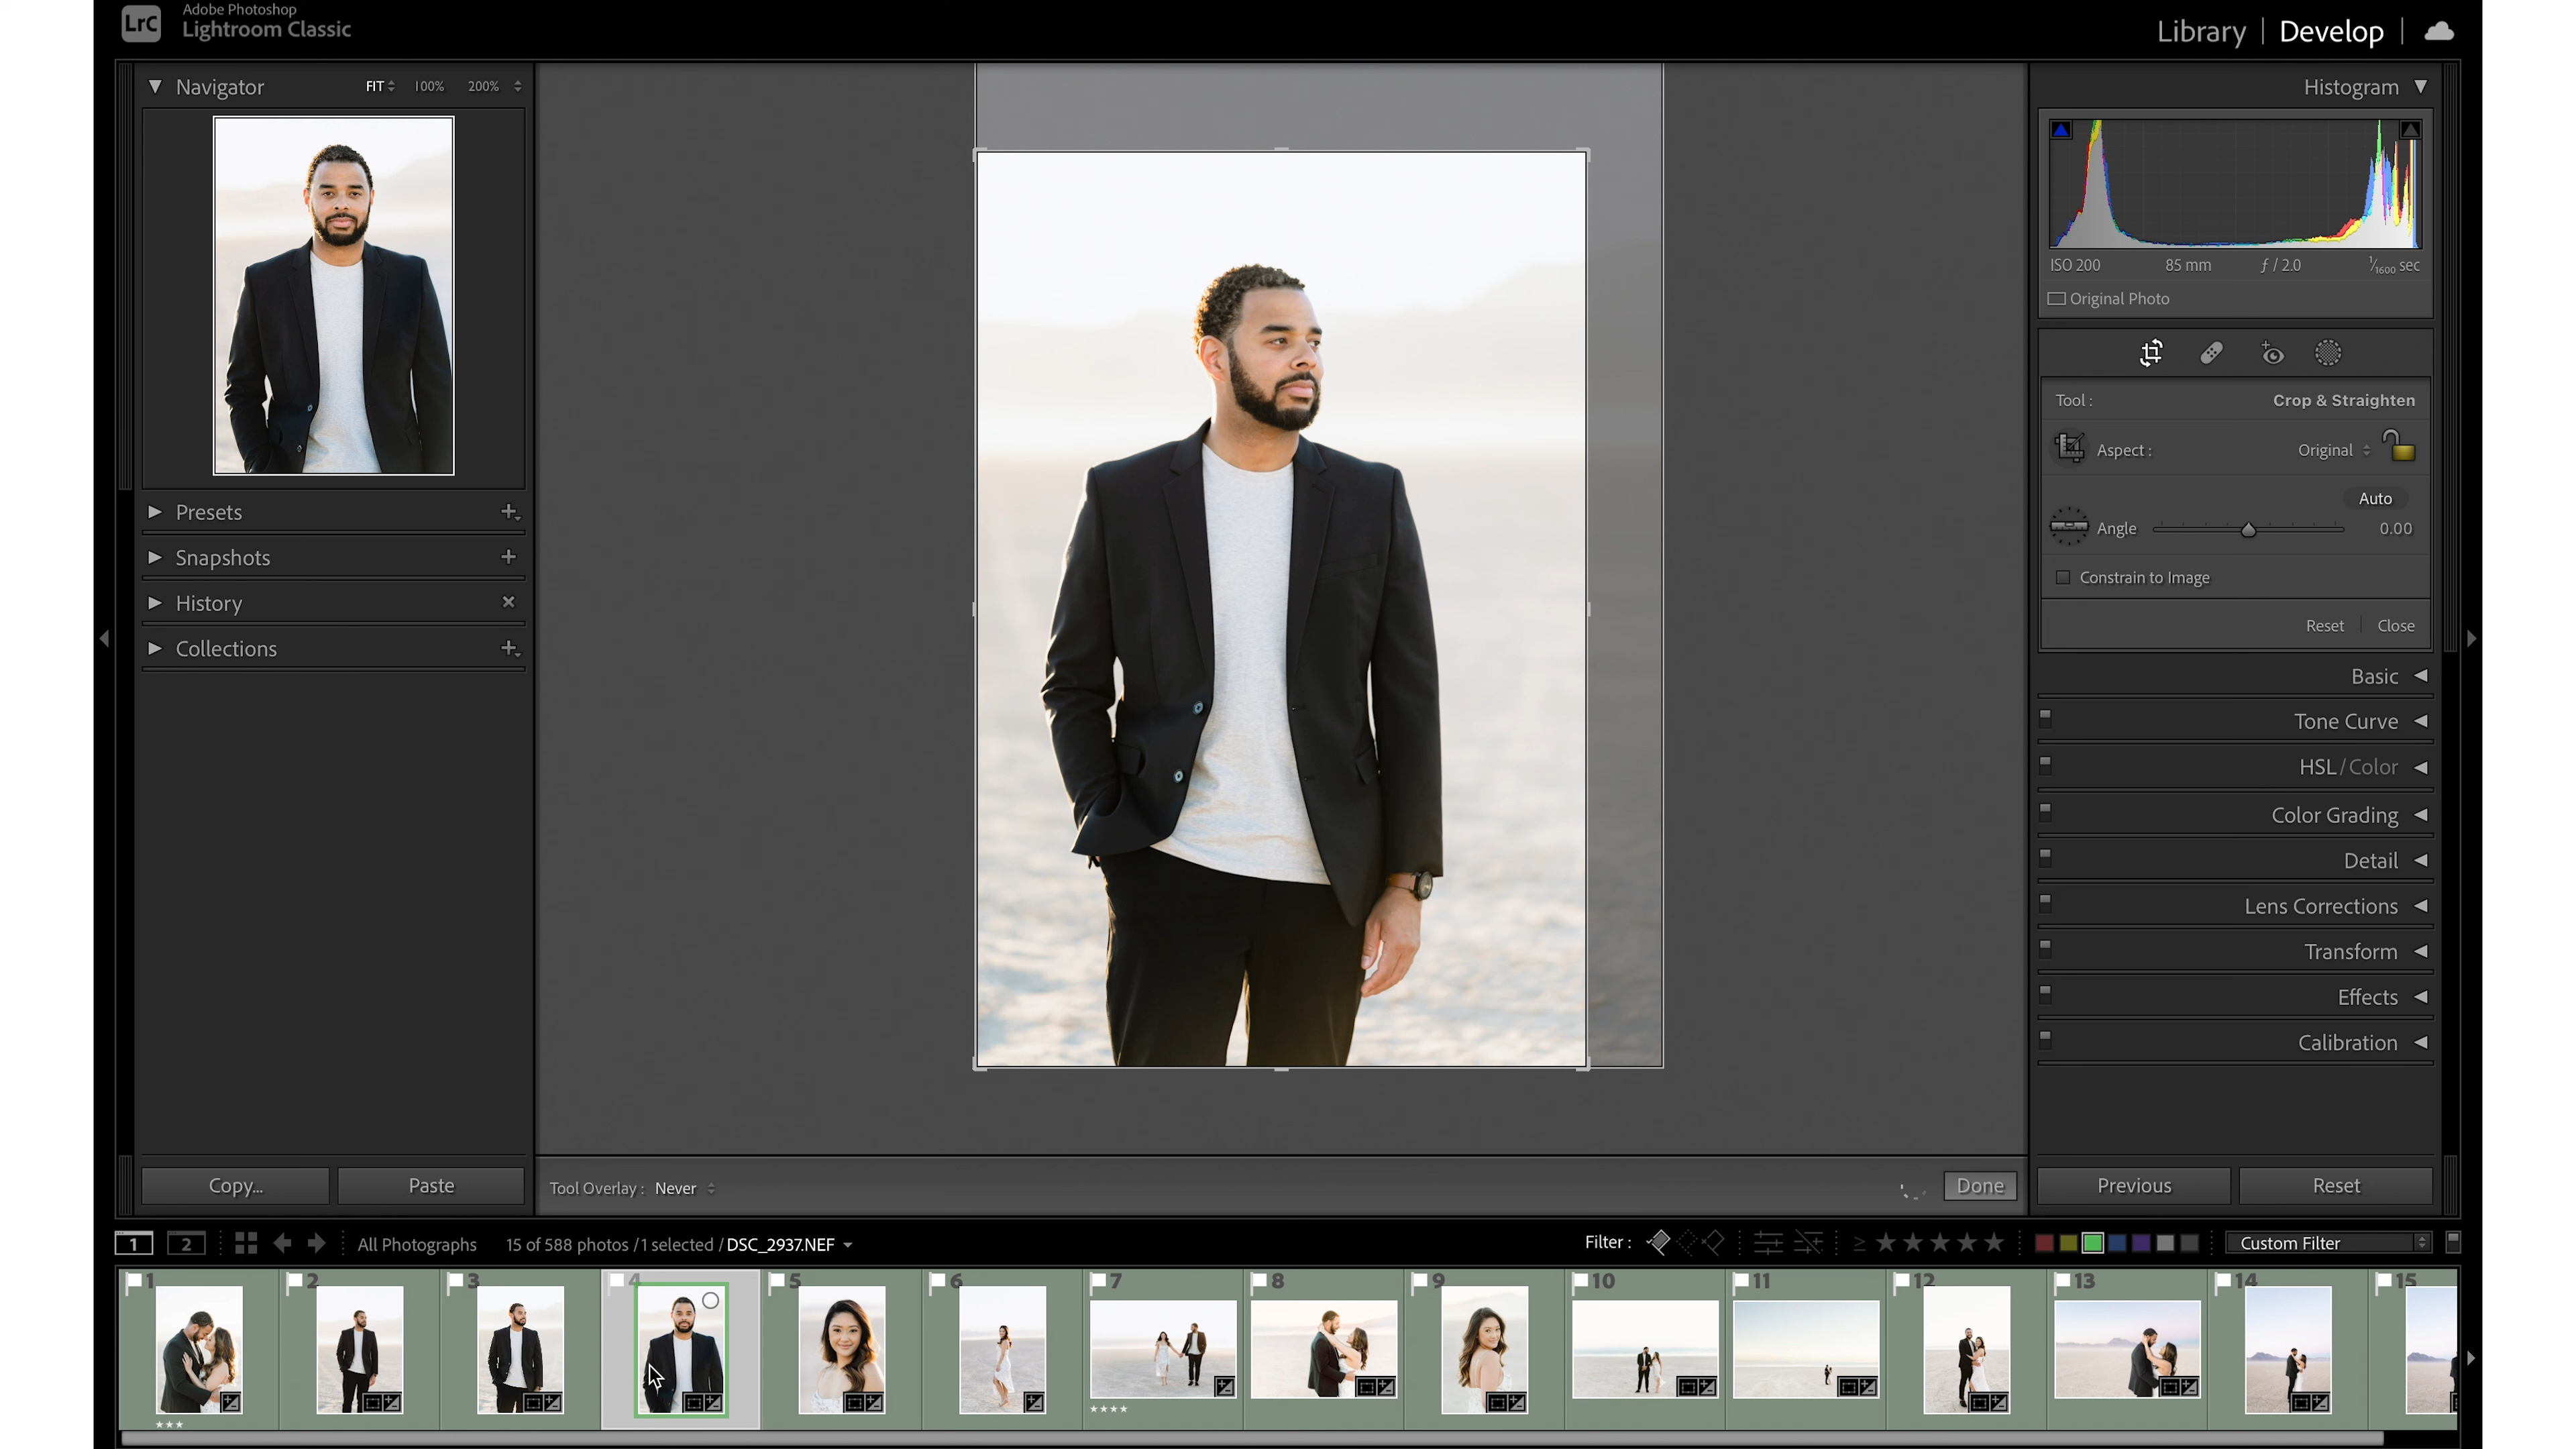 LrC
Adobe Photoshop
Lightroom Classic
Library | Develop
Navigator FIT 100% 200%
Presets
Snapshots
History
Collections
Copy... Paste
Tool Overlay : Never
Done
Histogram
ISO 200 85 mm ƒ / 2.0 1/1600 sec
Original Photo
Tool : Crop & Straighten
Aspect : Original
Auto
Angle 0.00
Constrain to Image
Reset Close
Basic
Tone Curve
HSL / Color
Color Grading
Detail
Lens Corrections
Transform
Effects
Calibration
Previous Reset
1 2 All Photographs 15 of 588 photos / 1 selected / DSC_2937.NEF Filter : ≥ ★★★★★ Custom Filter
1 2 3 4 5 6 7 8 9 10 11 12 13 14 15
★★★ ★★★★